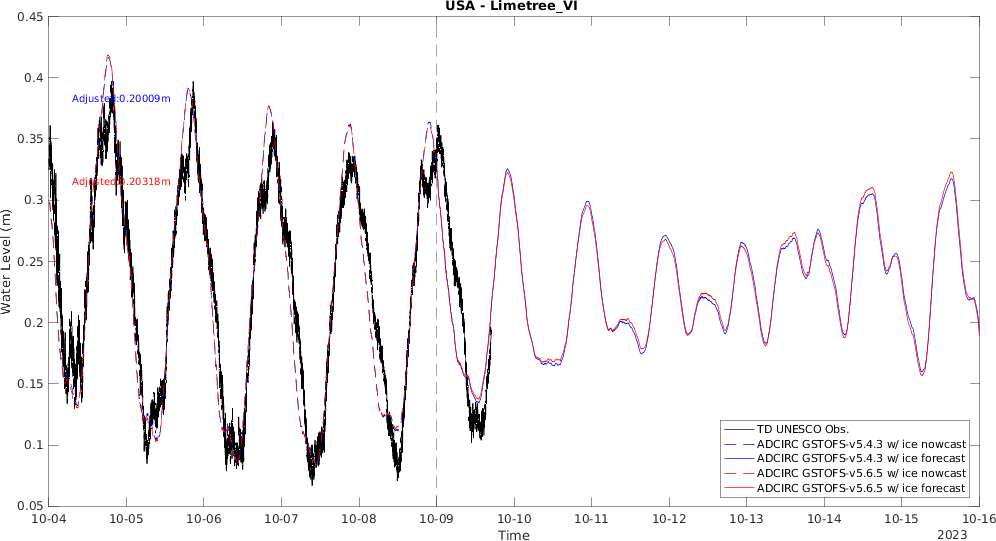 USA - Limetree_VI
0.45
0.4
0.35
0.3
0.25
0.2
0.15
0.1
0.05
Water Level (m)
Adjusted:0.20009m
Adjusted:0.20318m
TD UNESCO Obs.
ADCIRC GSTOFS-v5.4.3 w/ ice nowcast
ADCIRC GSTOFS-v5.4.3 w/ ice forecast
ADCIRC GSTOFS-v5.6.5 w/ ice nowcast
ADCIRC GSTOFS-v5.6.5 w/ ice forecast
10-04 10-05 10-06 10-07 10-08 10-09 10-10 10-11 10-12 10-13 10-14 10-15 10-16
Time
2023